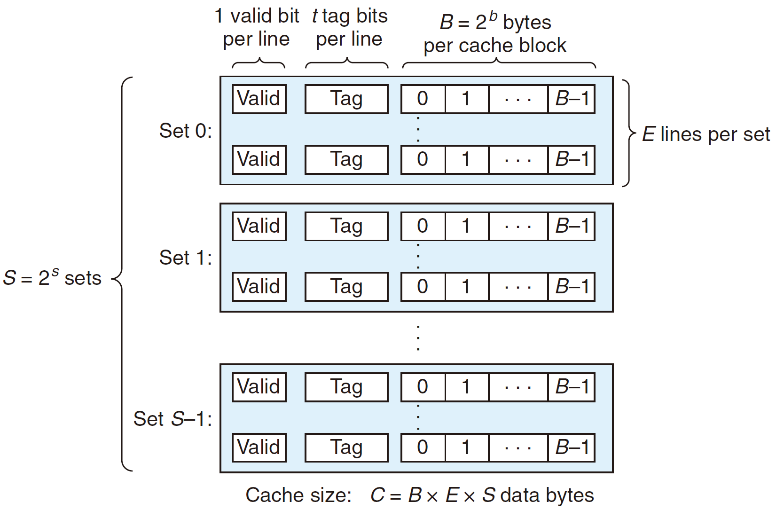 1 valid bit per line
t tag bits per line
B = 2^b bytes per cache block
Set 0:
Valid Tag 0 1 · · · B–1
Valid Tag 0 1 · · · B–1
E lines per set
Set 1:
Valid Tag 0 1 · · · B–1
Valid Tag 0 1 · · · B–1
S = 2^s sets
Set S–1:
Valid Tag 0 1 · · · B–1
Valid Tag 0 1 · · · B–1
Cache size: C = B × E × S data bytes